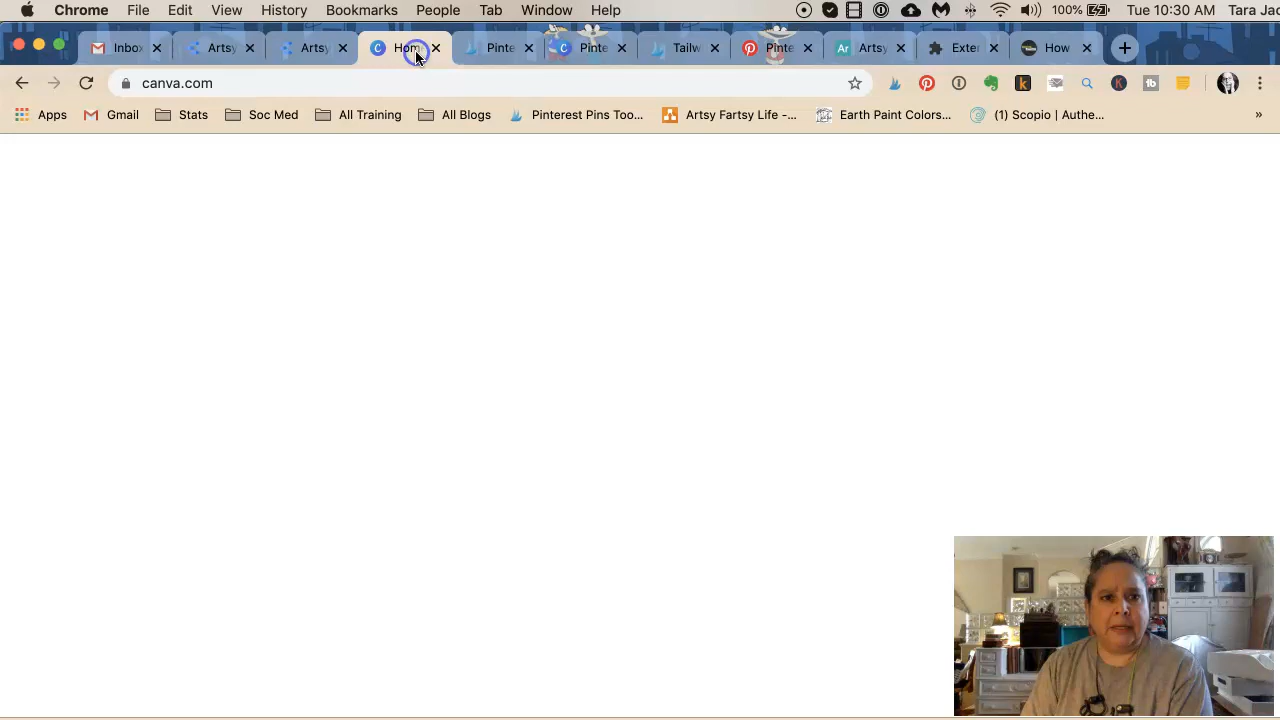 Chrome File Edit View History Bookmarks People Tab Window Help 100% Tue 10:30 AM Tara Jac
Inbox Artsy Artsy Hom Pinte Pinte Tailw Pinte Artsy Exter How
canva.com
Apps Gmail Stats Soc Med All Training All Blogs Pinterest Pins Too... Artsy Fartsy Life -... Earth Paint Colors... (1) Scopio | Authe... »